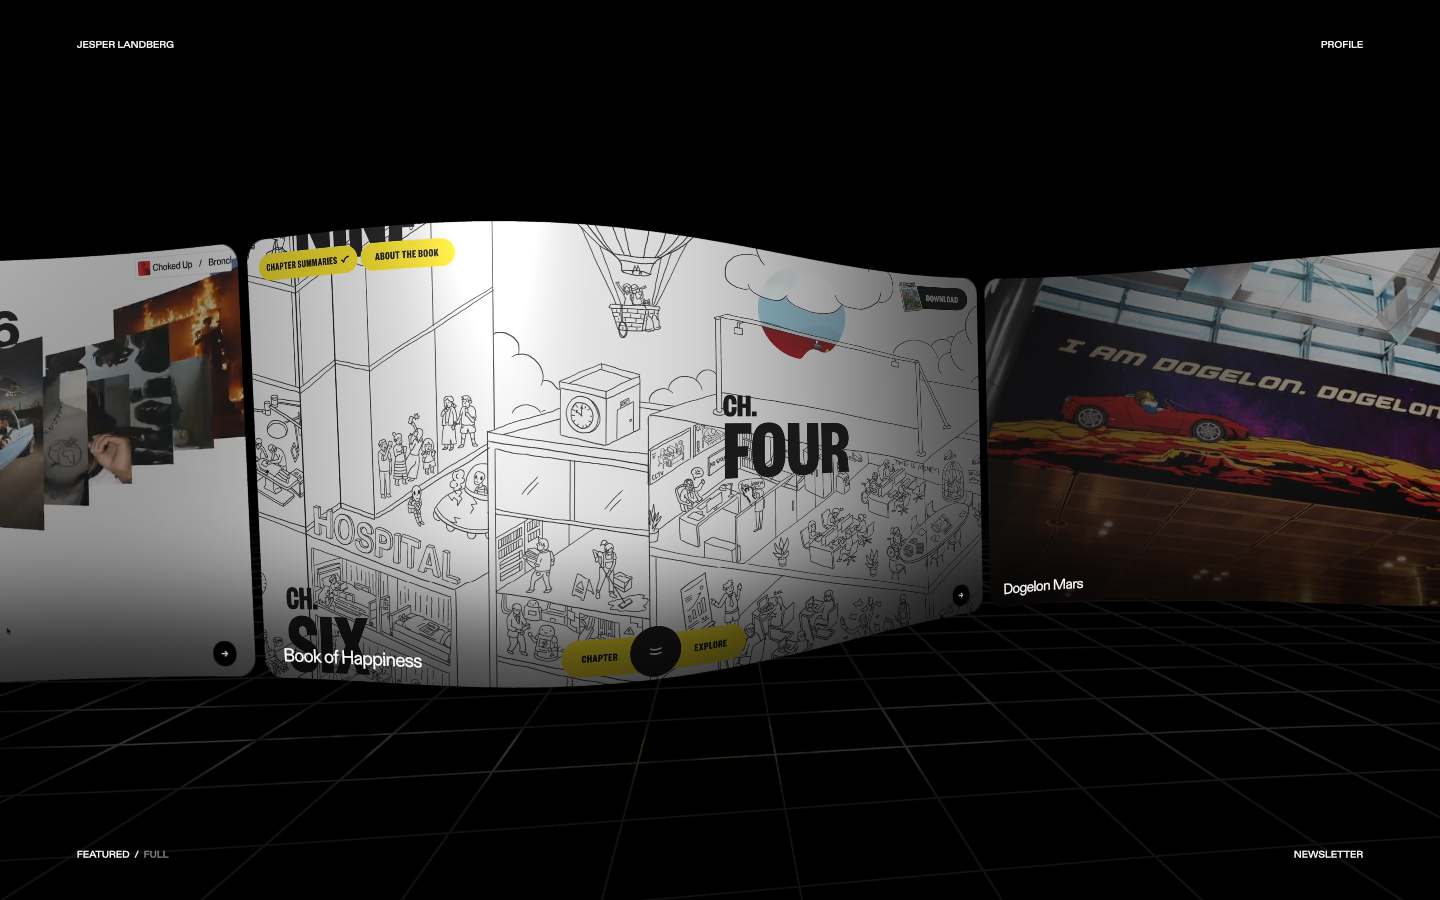 JESPER LANDBERG
PROFILE
6
Choked Up / Bronc
CHAPTER SUMMARIES
ABOUT THE BOOK
DOWNLOAD
CH.
FOUR
HOSPITAL
CH.
SIX
Book of Happiness
CHAPTER
EXPLORE
I AM DOGELON. DOGELON
Dogelon Mars
FEATURED / FULL
NEWSLETTER